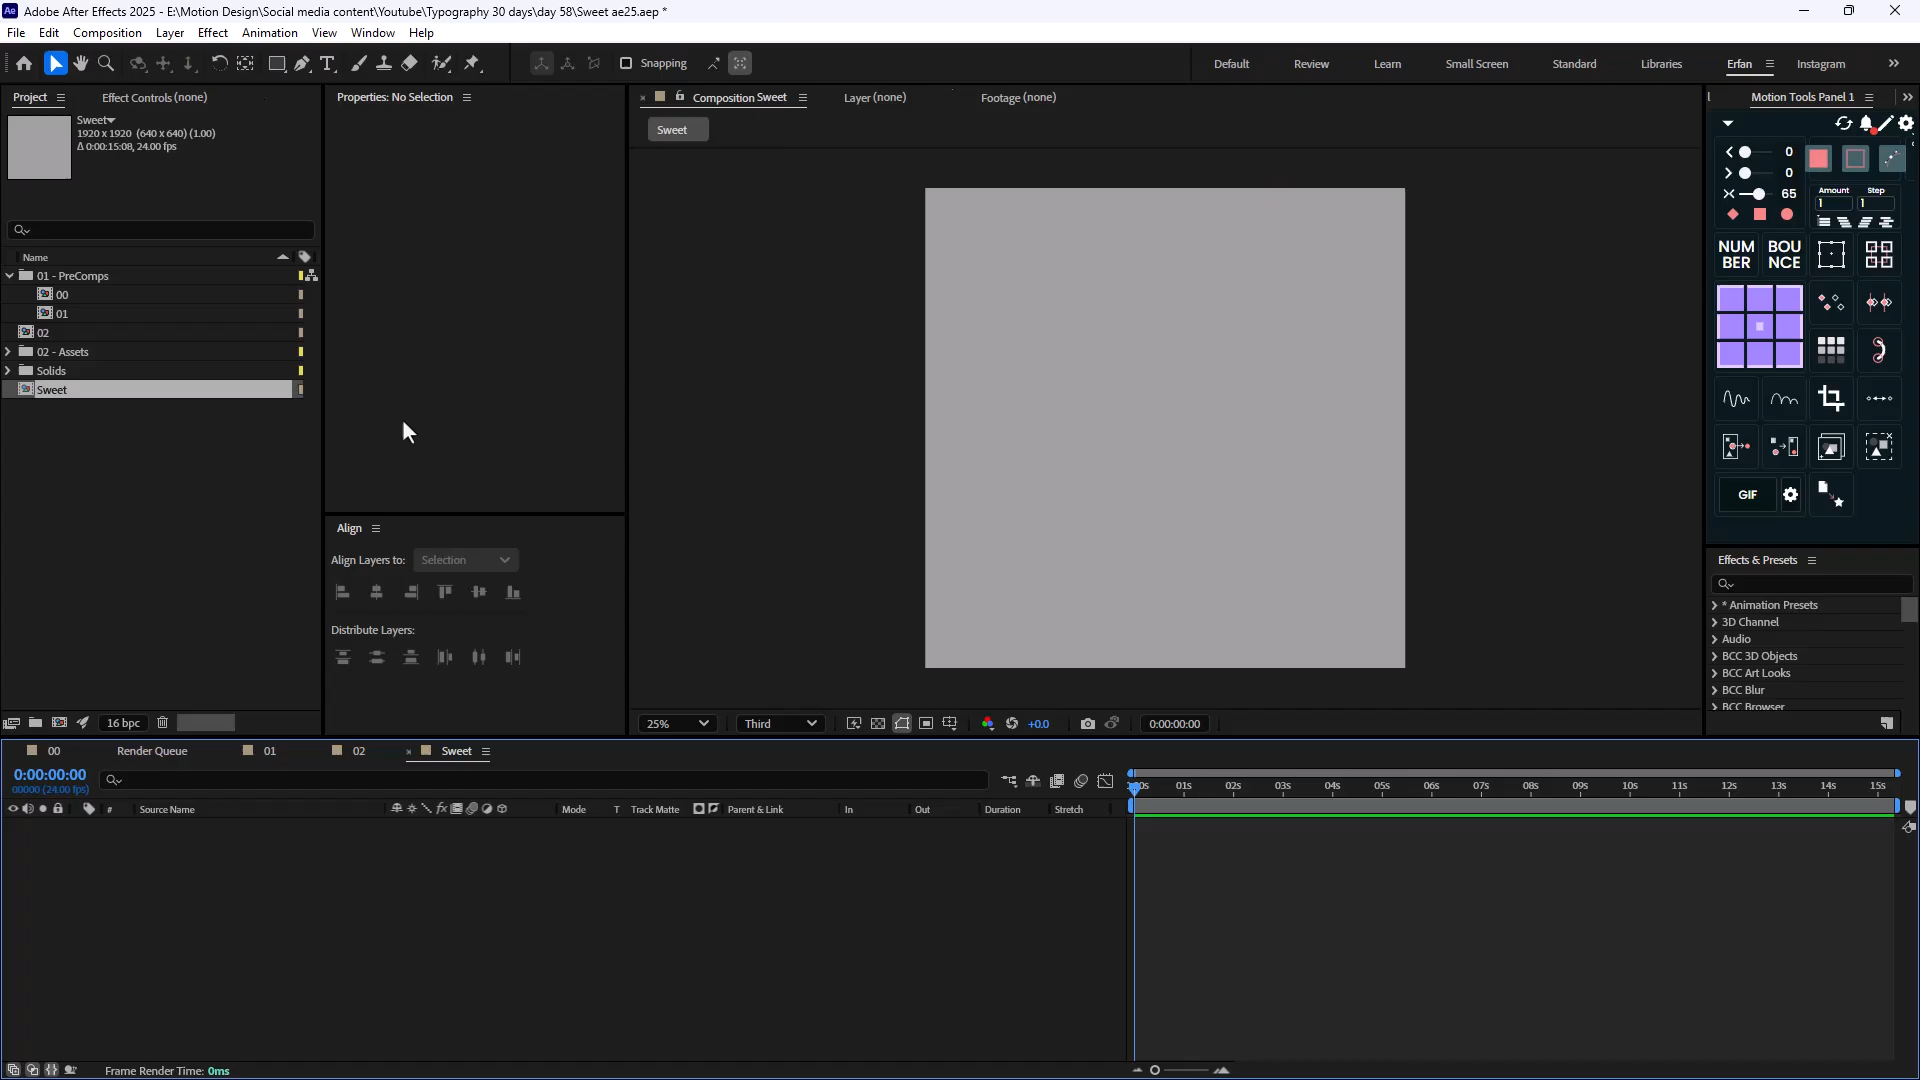 Adobe After Effects 2025 - E:\Motion Design\Social media content\Youtube\Typography 30 days\day 58\Sweet ae25.aep *
File Edit Composition Layer Effect Animation View Window Help
Snapping
Default Review Learn Small Screen Standard Libraries Erfan Instagram
Project Effect Controls (none)
Properties: No Selection
Composition Sweet Layer (none) Footage (none)
Motion Tools Panel 1
Sweet
1920 x 1920 (640 x 640) (1.00)
Δ 0:00:15:08, 24.00 fps
Sweet
0
0
65
Amount Step
1 1
NUM
BER
BOU
NCE
GIF
Name
01 - PreComps
00
01
02
02 - Assets
Solids
Sweet
Align
Align Layers to: Selection
Distribute Layers:
Effects & Presets
* Animation Presets
3D Channel
Audio
BCC 3D Objects
BCC Art Looks
BCC Blur
BCC Browser
16 bpc
25% Third +0.0 0:00:00:00
00 Render Queue 01 02 Sweet
0:00:00:00
00000 (24.00 fps)
# Source Name Mode T Track Matte Parent & Link In Out Duration Stretch
01s 02s 03s 04s 05s 06s 07s 08s 09s 10s 11s 12s 13s 14s 15s
Frame Render Time: 0ms